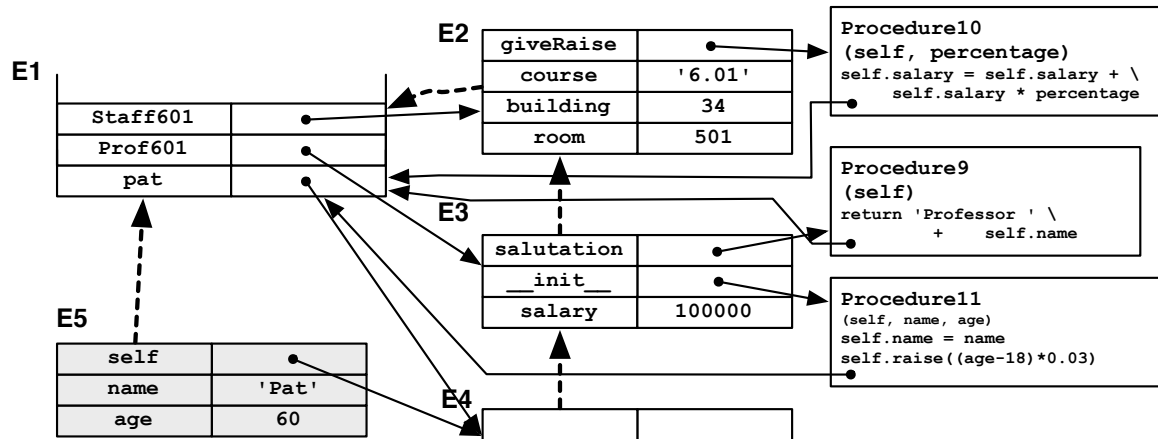 E1
Staff601
Prof601
pat
E2
giveRaise
course '6.01'
building 34
room 501
Procedure10
(self, percentage)
self.salary = self.salary + \
self.salary * percentage
Procedure9
(self)
return 'Professor ' \
+ self.name
E3
salutation
__init__
salary 100000
Procedure11
(self, name, age)
self.name = name
self.raise((age-18)*0.03)
E5
self
name 'Pat'
age 60
E4